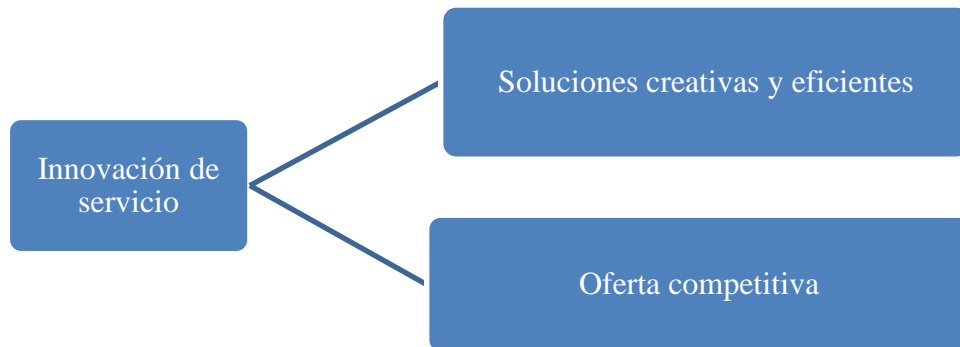 Soluciones creativas y eficientes
Innovación de
servicio
Oferta competitiva